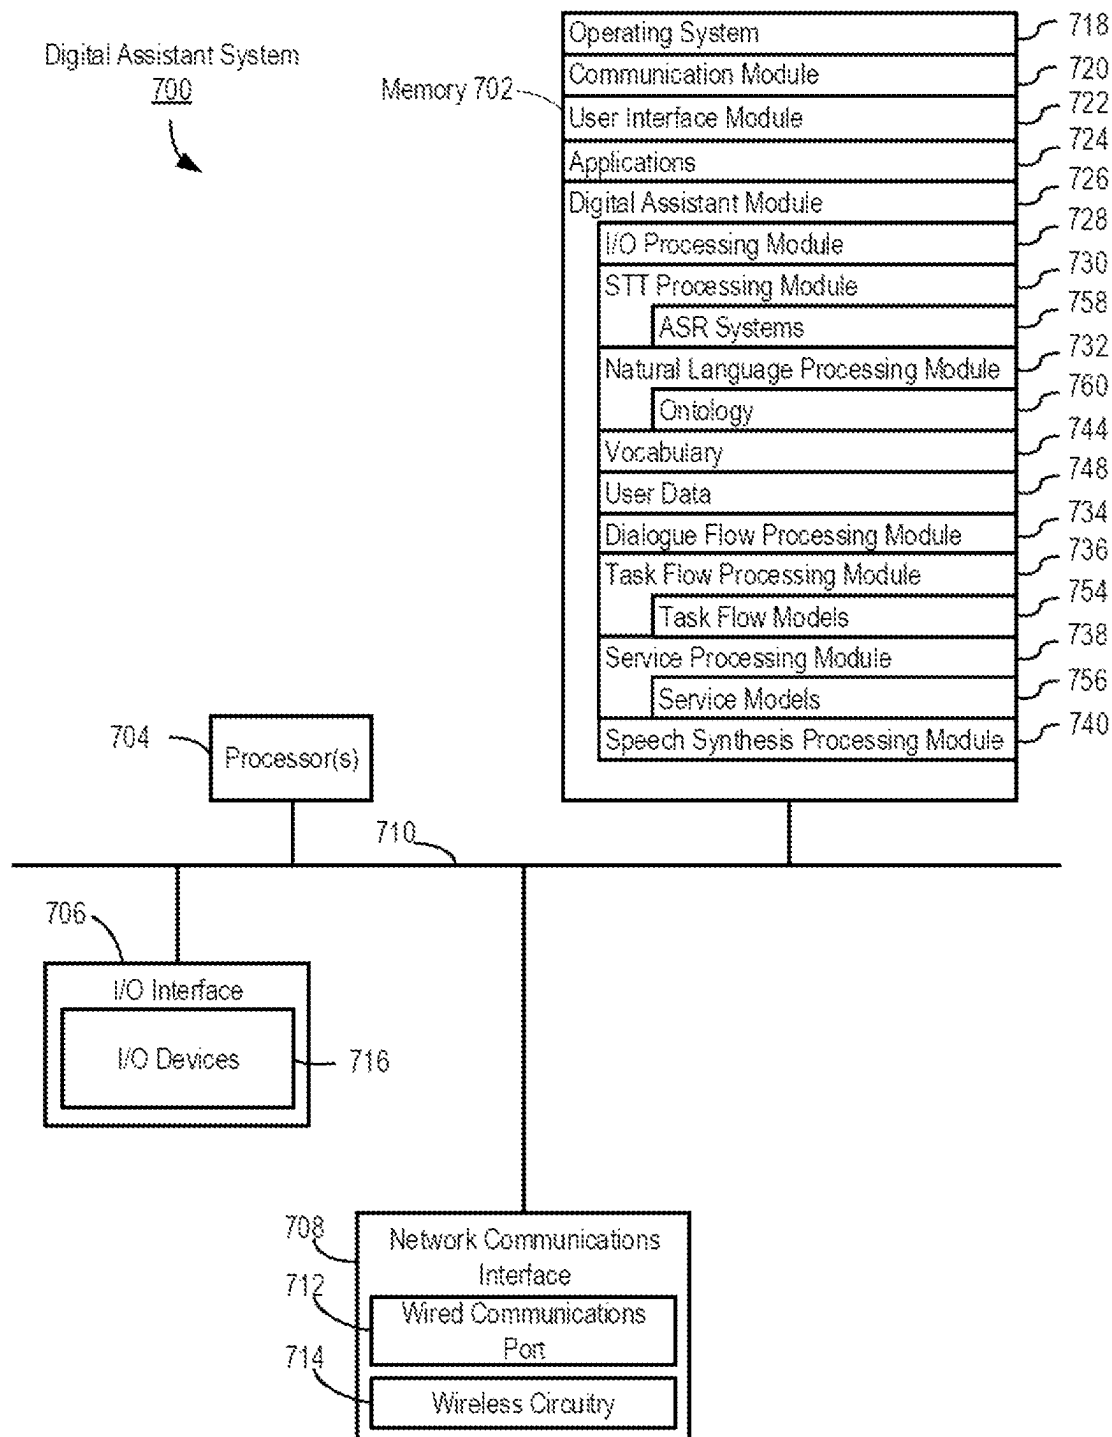 Digital Assistant System
700
Memory 702
Operating System 718
Communication Module 720
User Interface Module 722
Applications 724
Digital Assistant Module 726
I/O Processing Module 728
STT Processing Module 730
ASR Systems 758
Natural Language Processing Module 732
Ontology 760
Vocabulary 744
User Data 748
Dialogue Flow Processing Module 734
Task Flow Processing Module 736
Task Flow Models 754
Service Processing Module 738
Service Models 756
Speech Synthesis Processing Module 740
704
Processor(s)
710
706
I/O Interface
I/O Devices
716
708
Network Communications
Interface
712
Wired Communications
Port
714
Wireless Circuitry